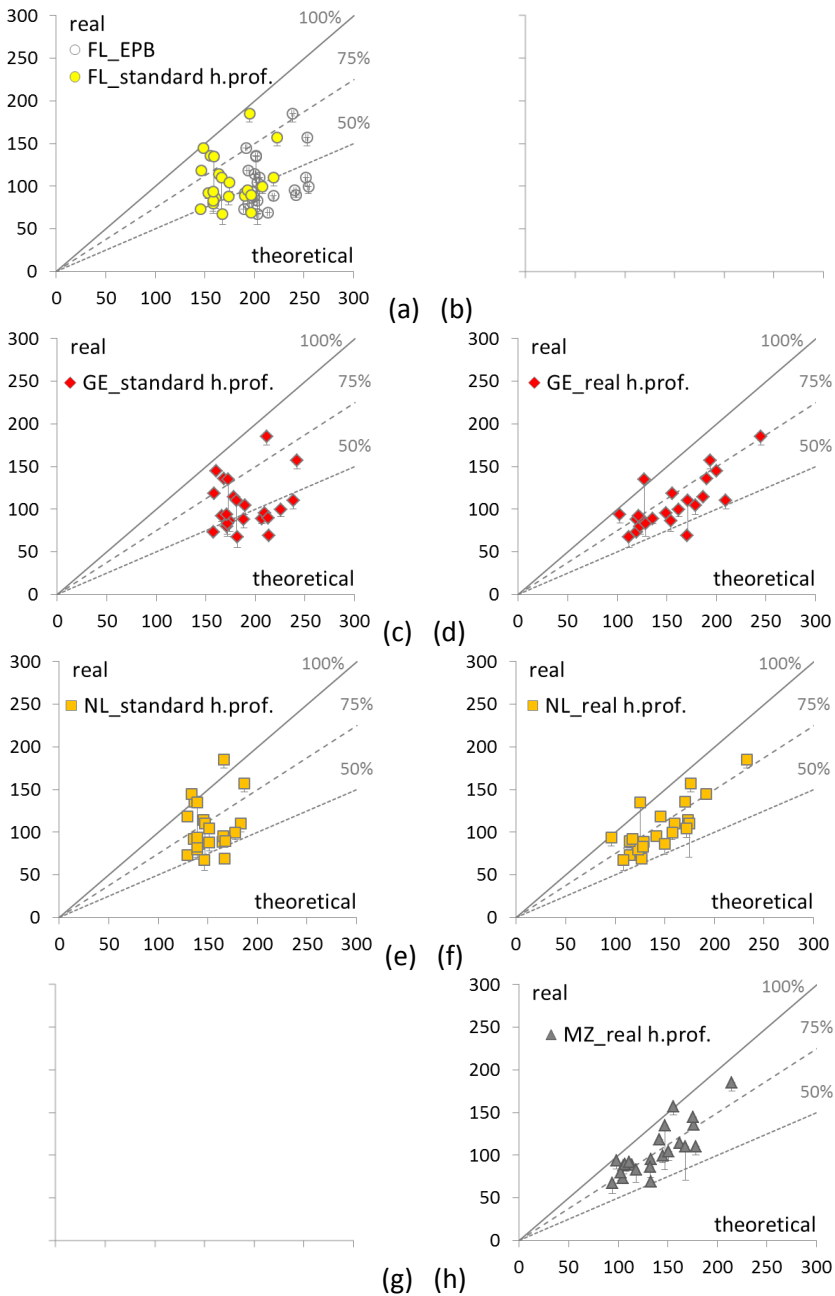 300
250
200
150
100
50
0
real
FL_EPB
FL_standard h.prof.
100%
75%
50%
theoretical
0 50 100 150 200 250 300
(a) (b)
300
250
200
150
100
50
0
real
GE_standard h.prof.
100%
75%
50%
theoretical
0 50 100 150 200 250 300
300
250
200
150
100
50
0
real
GE_real h.prof.
100%
75%
50%
theoretical
0 50 100 150 200 250 300
(c) (d)
300
250
200
150
100
50
0
real
NL_standard h.prof.
100%
75%
50%
theoretical
0 50 100 150 200 250 300
300
250
200
150
100
50
0
real
NL_real h.prof.
100%
75%
50%
theoretical
0 50 100 150 200 250 300
(e) (f)
300
250
200
150
100
50
0
real
MZ_real h.prof.
100%
75%
50%
theoretical
0 50 100 150 200 250 300
(g) (h)